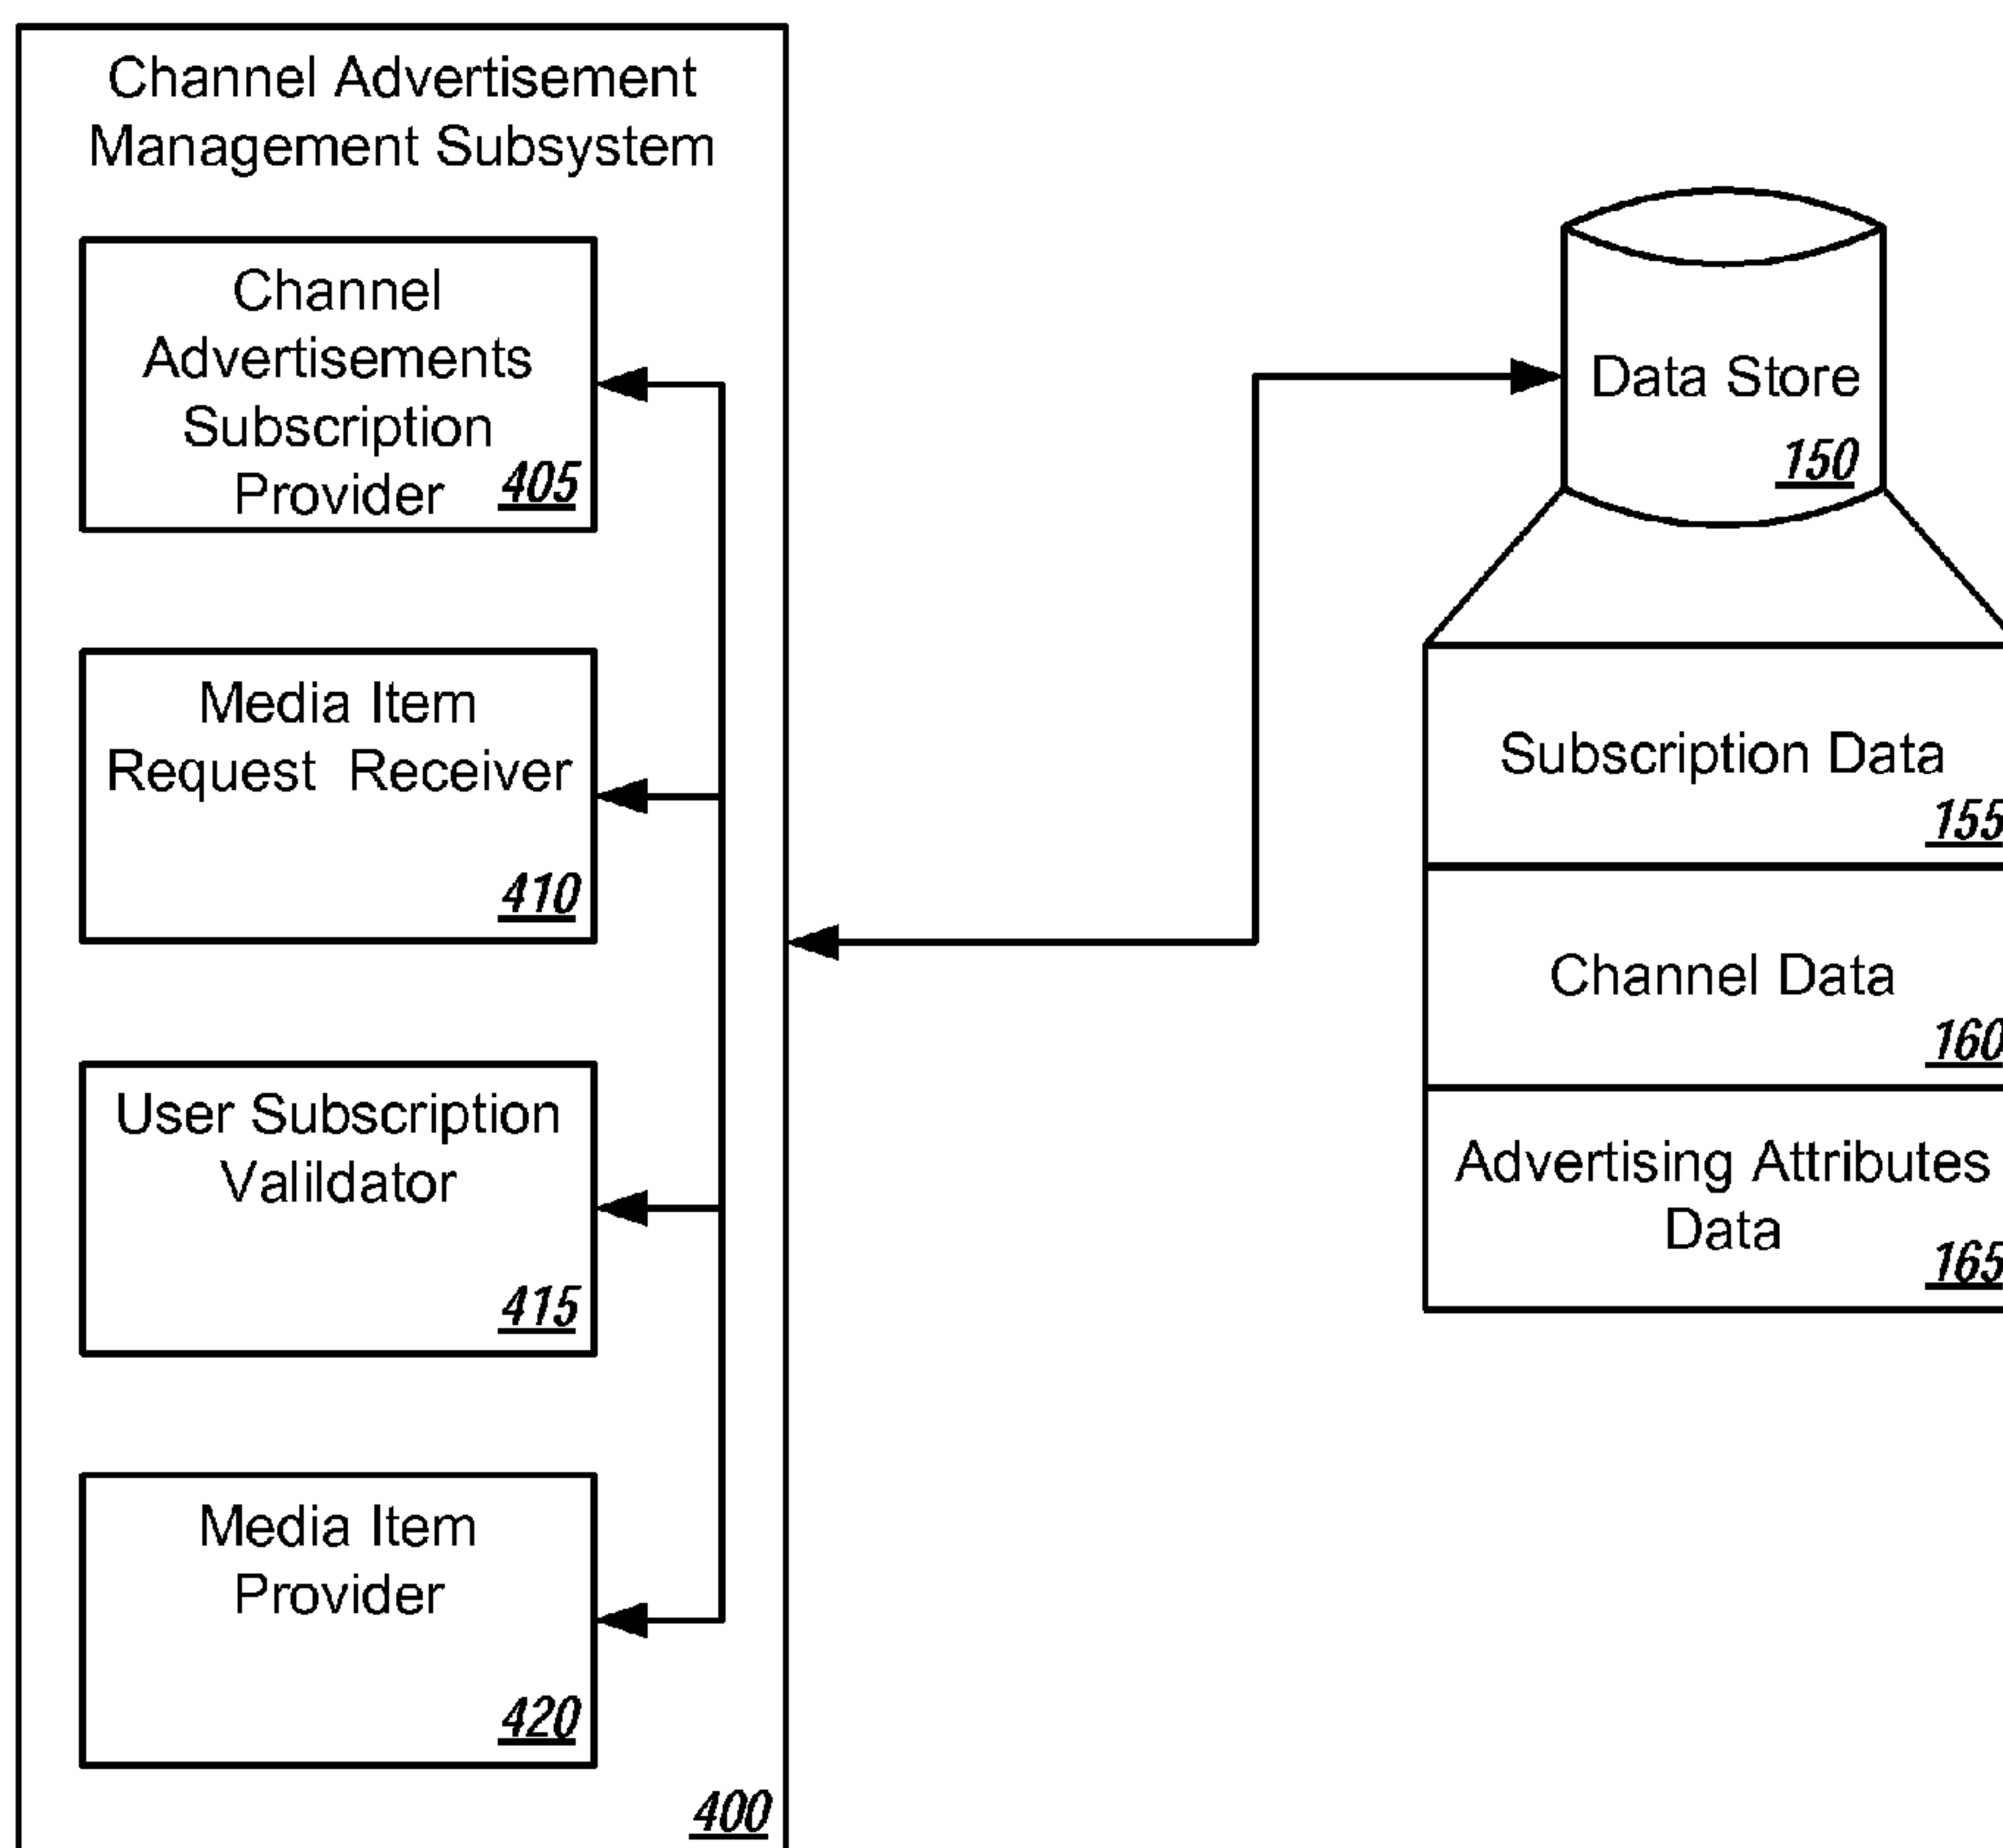 Channel Advertisement
Management Subsystem
Channel
Advertisements
Subscription
Provider
405
Media Item
Request Receiver
410
User Subscription
Valildator
415
Media Item
Provider
420
400
Data Store
150
Subscription Data
155
Channel Data
160
Advertising Attributes
Data
165